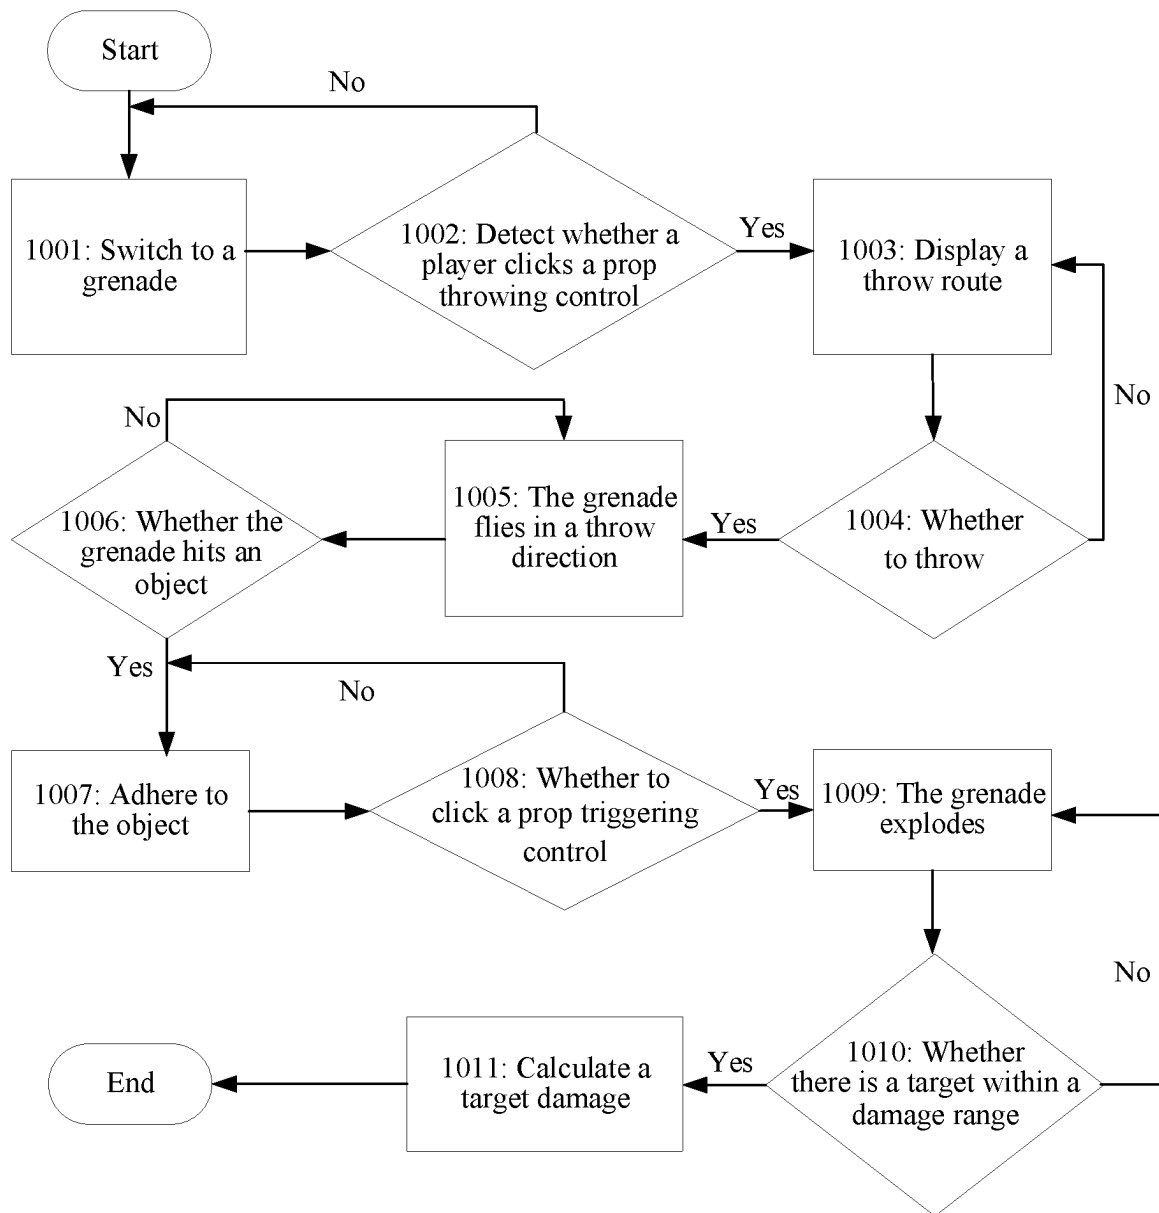 Start
No
1001: Switch to a
grenade
1002: Detect whether a
player clicks a prop
throwing control
Yes
1003: Display a
throw route
No
No
1006: Whether the
grenade hits an
object
1005: The grenade
flies in a throw
direction
Yes
1004: Whether
to throw
Yes
No
1007: Adhere to
the object
1008: Whether to
click a prop triggering
control
Yes
1009: The grenade
explodes
No
End
1011: Calculate a
target damage
Yes
1010: Whether
there is a target within a
damage range